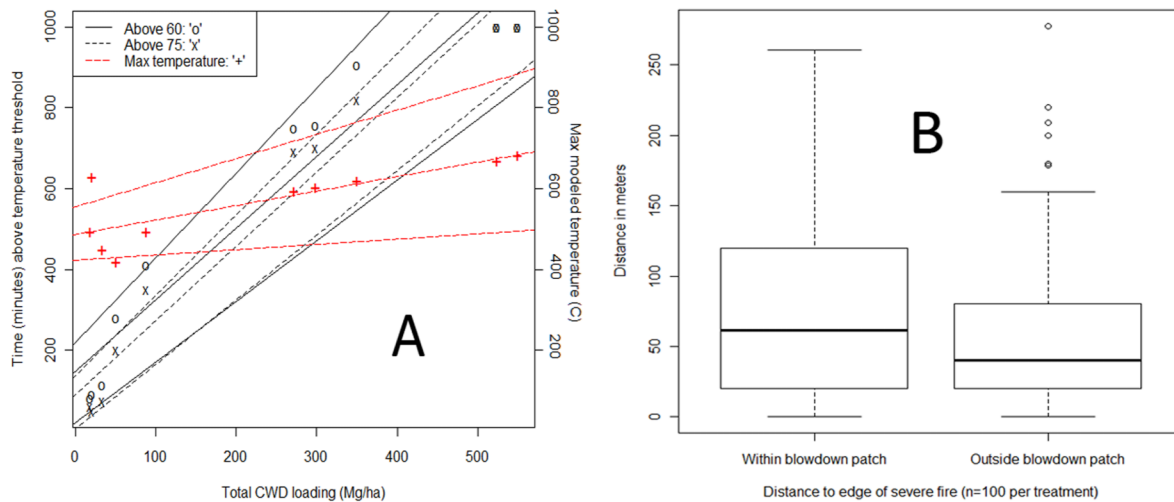 Above 60: 'o'
Above 75: 'x'
Max temperature: '+'
Time (minutes) above temperature threshold
1000
800
600
400
200
0 100 200 300 400 500
Total CWD loading (Mg/ha)
1000
800
600
400
200
Max modeled temperature (C)
A
Distance in meters
250
200
150
100
50
0
B
Within blowdown patch
Outside blowdown patch
Distance to edge of severe fire (n=100 per treatment)